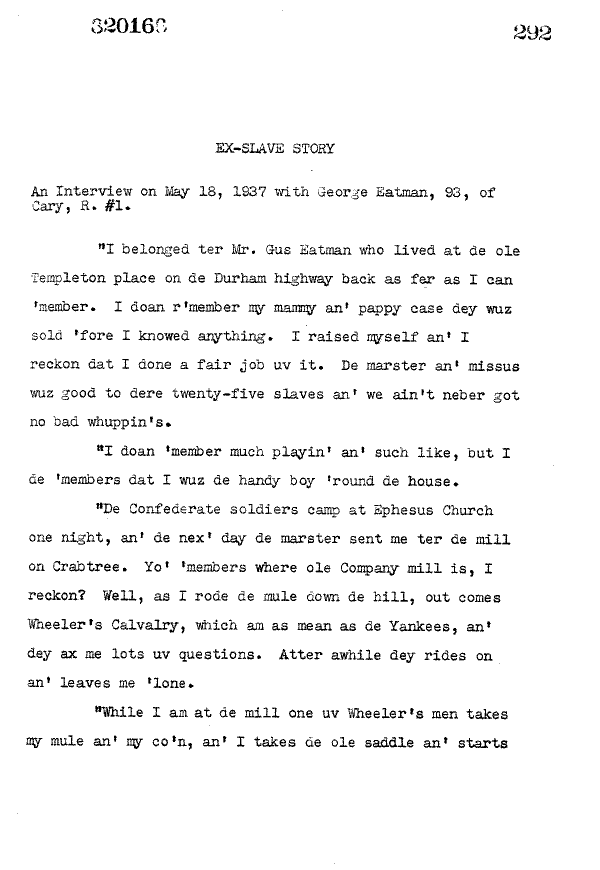 320168
292
EX-SLAVE STORY
An Interview on May 18, 1937 with George Eatman, 93, of
Cary, R. #1.
"I belonged ter Mr. Gus Eatman who lived at de ole
Templeton place on de Durham highway back as far as I can
'member. I doan r'member my mammy an' pappy case dey wuz
sold 'fore I knowed anything. I raised myself an' I
reckon dat I done a fair job uv it. De marster an' missus
wuz good to dere twenty-five slaves an' we ain't neber got
no bad whuppin's.
"I doan 'member much playin' an' such like, but I
de 'members dat I wuz de handy boy 'round de house.
"De Confederate soldiers camp at Ephesus Church
one night, an' de nex' day de marster sent me ter de mill
on Crabtree. Yo' 'members where ole Company mill is, I
reckon? Well, as I rode de mule down de hill, out comes
Wheeler's Calvalry, which am as mean as de Yankees, an'
dey ax me lots uv questions. Atter awhile dey rides on
an' leaves me 'lone.
"While I am at de mill one uv Wheeler's men takes
my mule an' my co'n, an' I takes de ole saddle an' starts